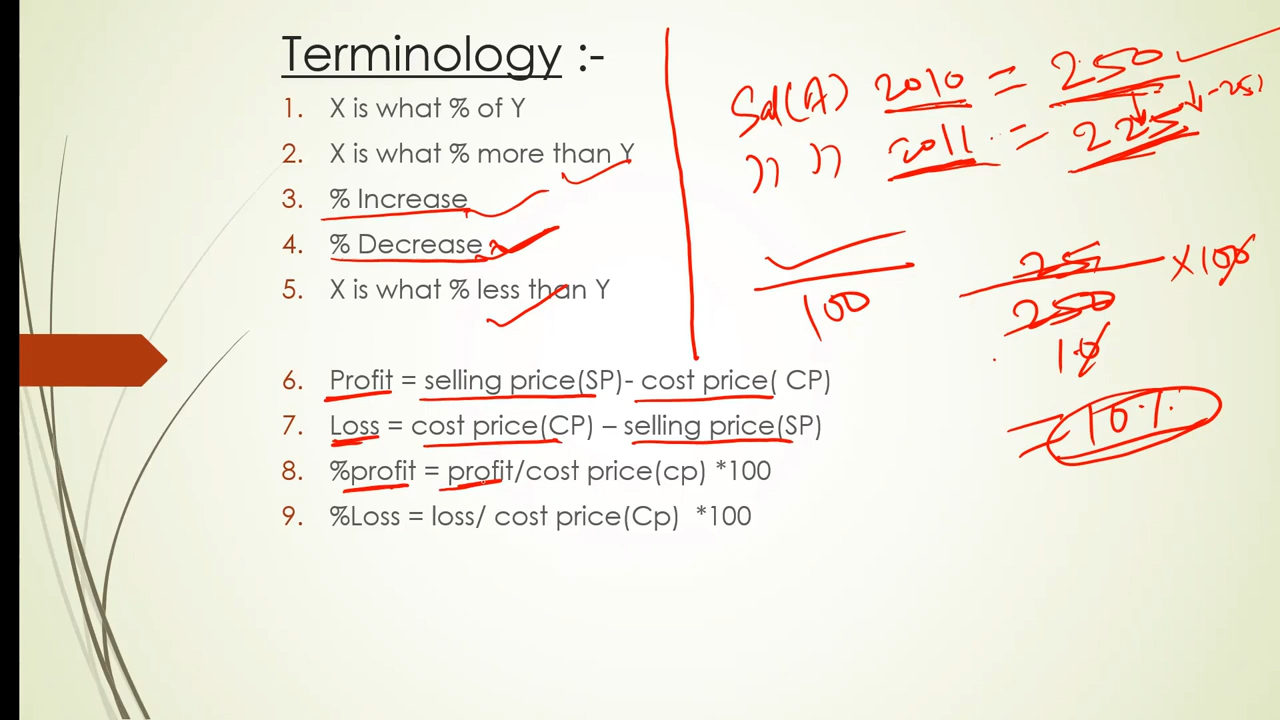 Terminology :-
1. X is what % of Y
2. X is what % more than Y
3. % Increase
4. % Decrease
5. X is what % less than Y
6. Profit = selling price(SP)- cost price( CP)
7. Loss = cost price(CP) – selling price(SP)
8. %profit = profit/cost price(cp) *100
9. %Loss = loss/ cost price(Cp) *100
Sal(A) 2010 = 250
,, ,, 2011 = 225
-25
100
25 X100
250
10
= 10%